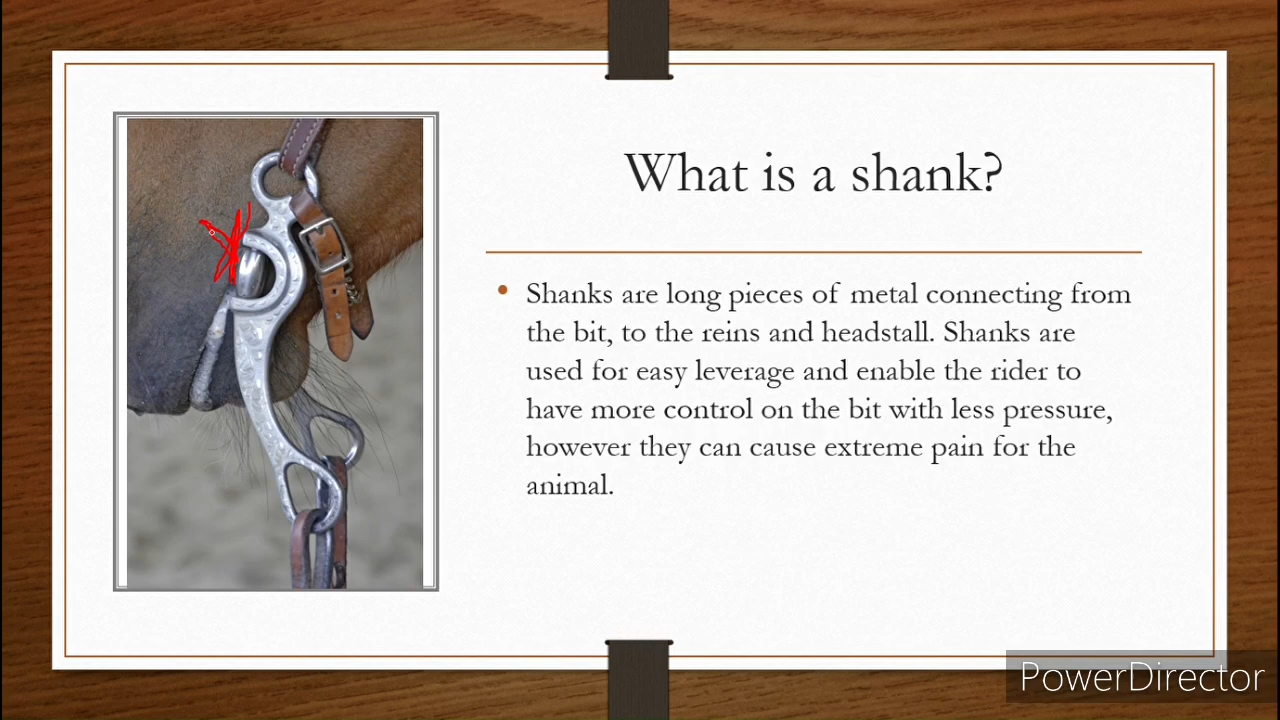 What is a shank?
• Shanks are long pieces of metal connecting from
the bit, to the reins and headstall. Shanks are
used for easy leverage and enable the rider to
have more control on the bit with less pressure,
however they can cause extreme pain for the
animal.
PowerDirector